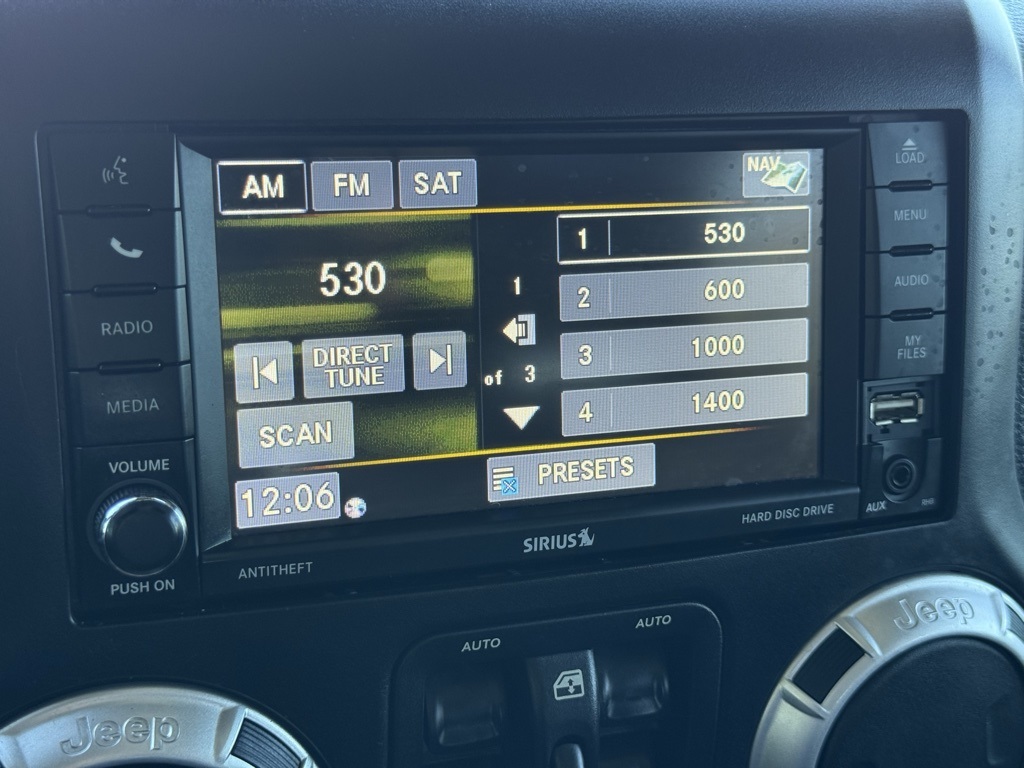 AM
FM
SAT
NAV
LOAD
MENU
AUDIO
MY
FILES
RADIO
MEDIA
VOLUME
PUSH ON
530
DIRECT
TUNE
SCAN
1
of 3
1 530
2 600
3 1000
4 1400
12:06
PRESETS
AUX
RHB
ANTITHEFT
SIRIUS
HARD DISC DRIVE
AUTO
AUTO
Jeep
Jeep